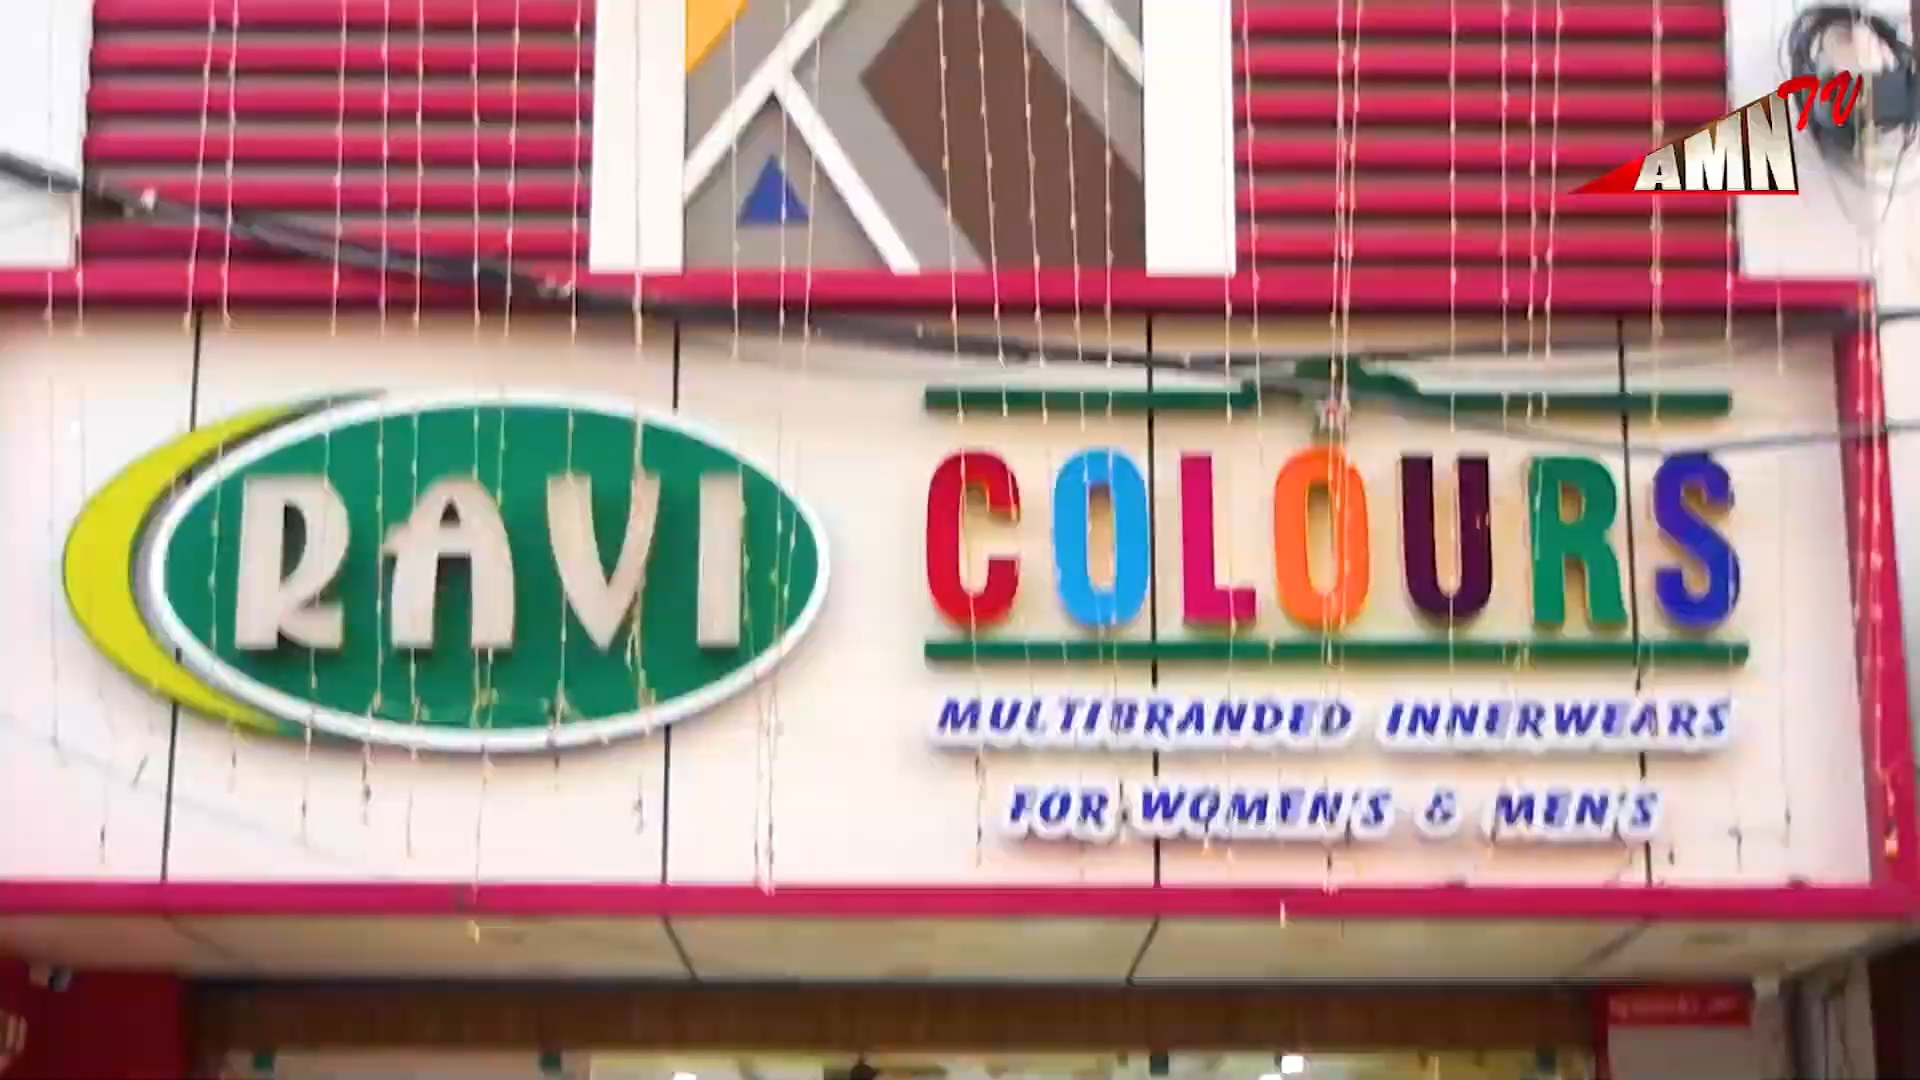 AMN TV
RAVI
COLOURS
MULTIBRANDED INNERWEARS
FOR WOMEN'S & MEN'S